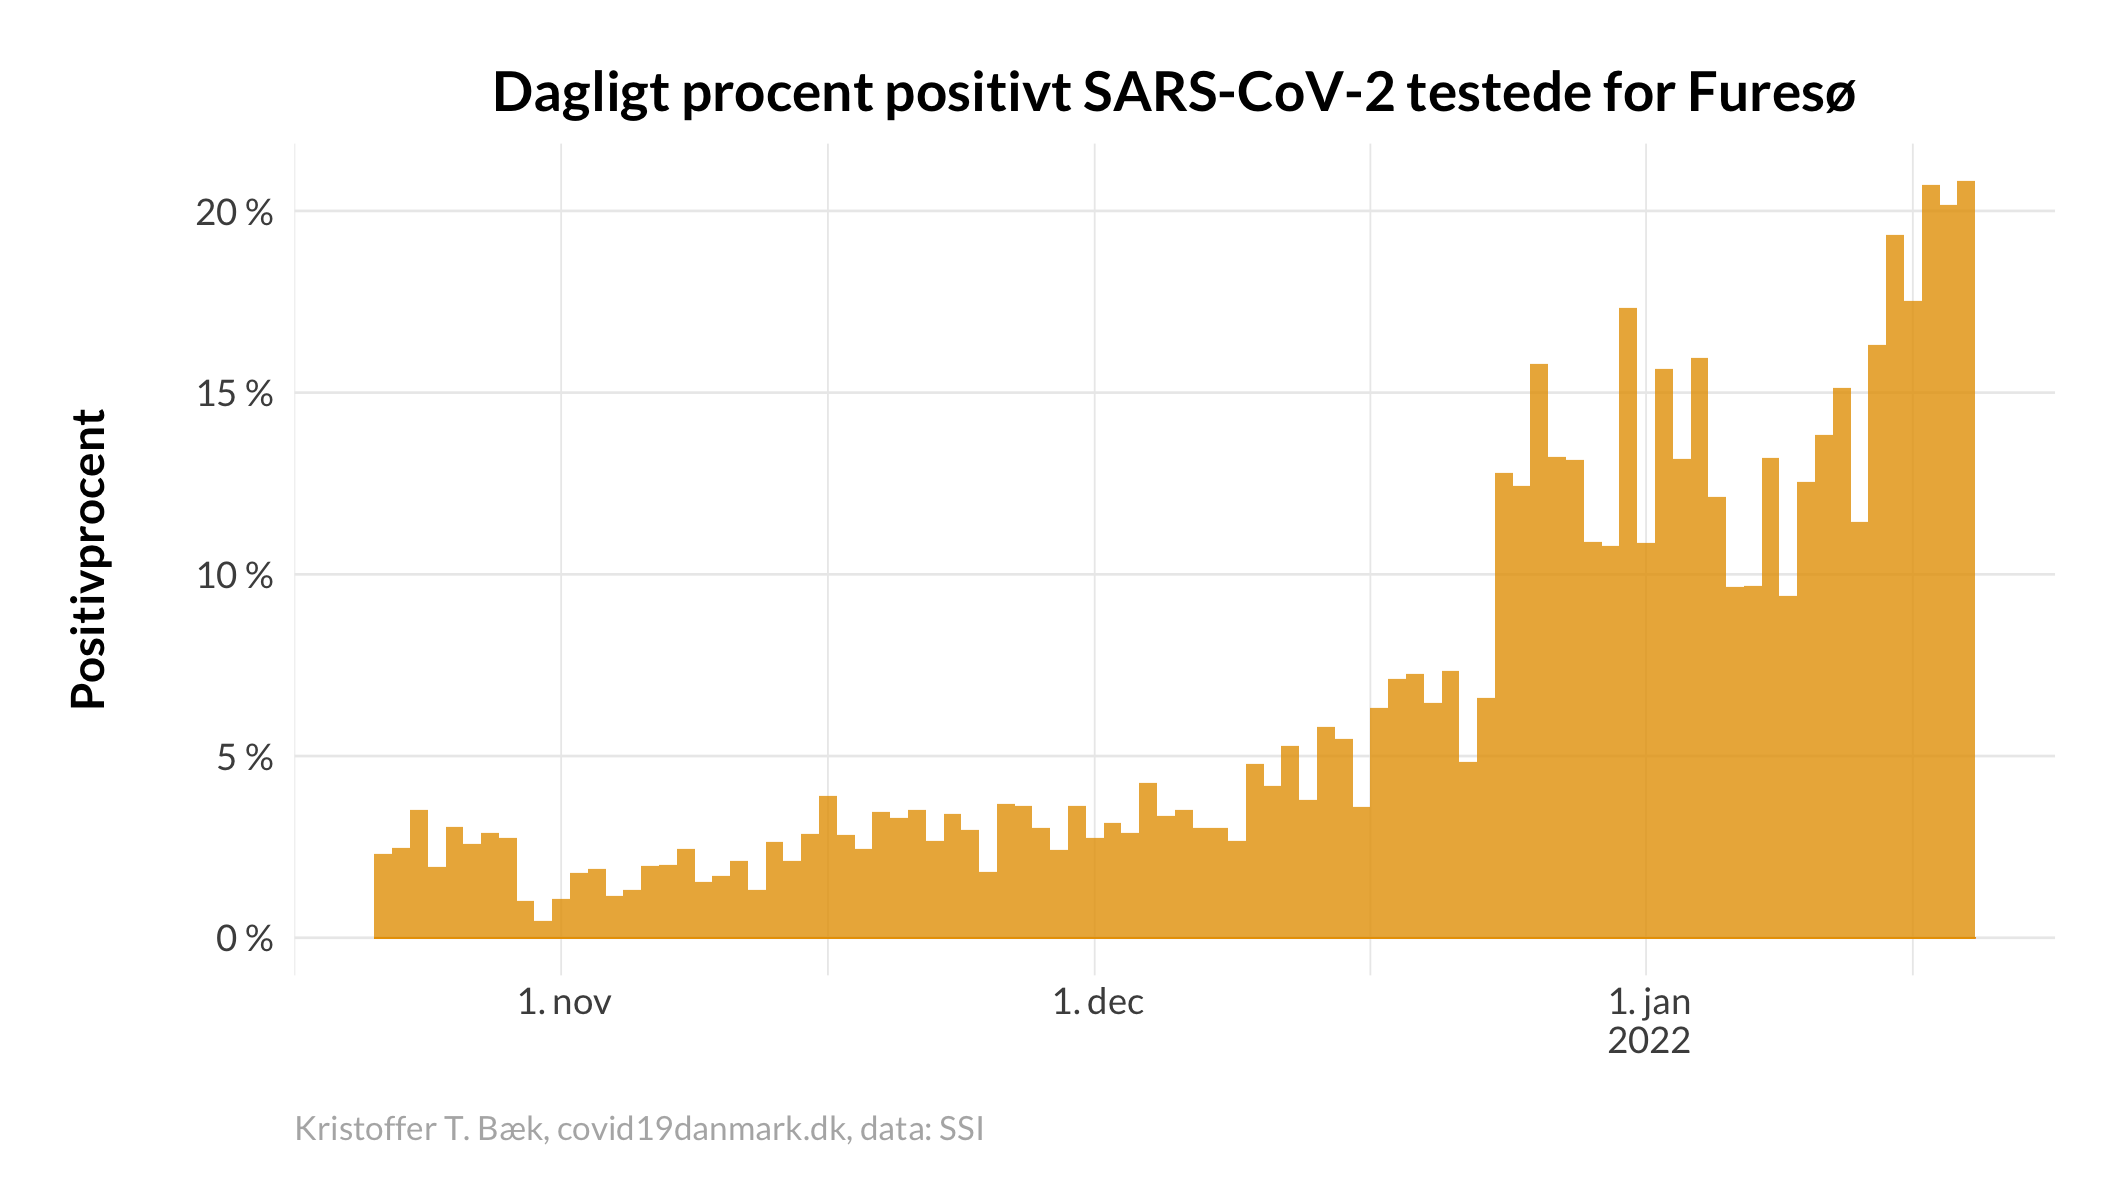 Dagligt procent positivt SARS-CoV-2 testede for Furesø
Positivprocent
20 %
15 %
10 %
5 %
0 %
1. nov
1. dec
1. jan
2022
Kristoffer T. Bæk, covid19danmark.dk, data: SSI